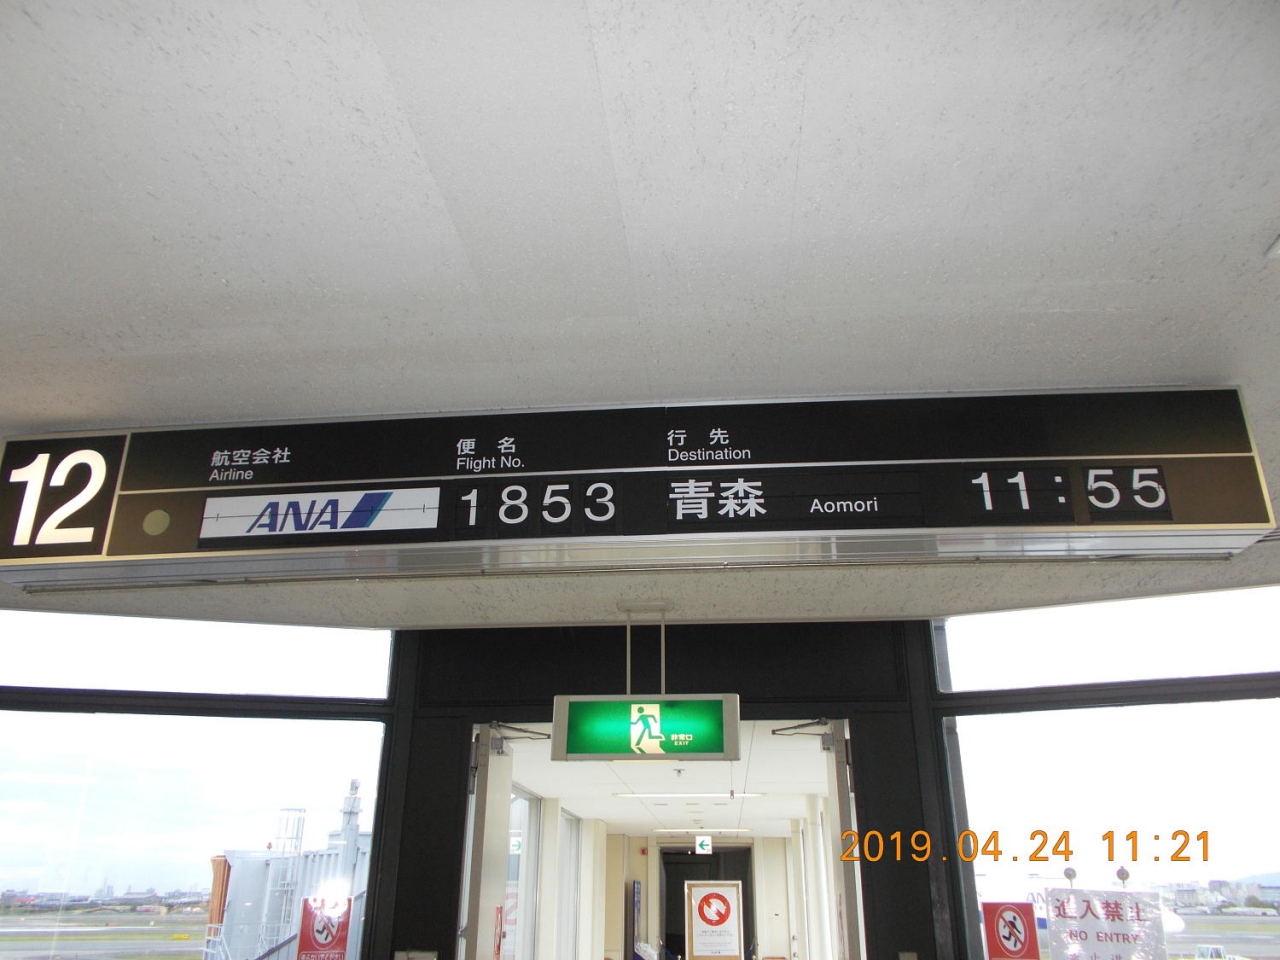 12
航空会社
Airline
便名
Flight No.
行先
Destination
ANA
1853
青森
Aomori
11:55
非常口
EXIT
2019.04.24 11:21
進入禁止
NO ENTRY